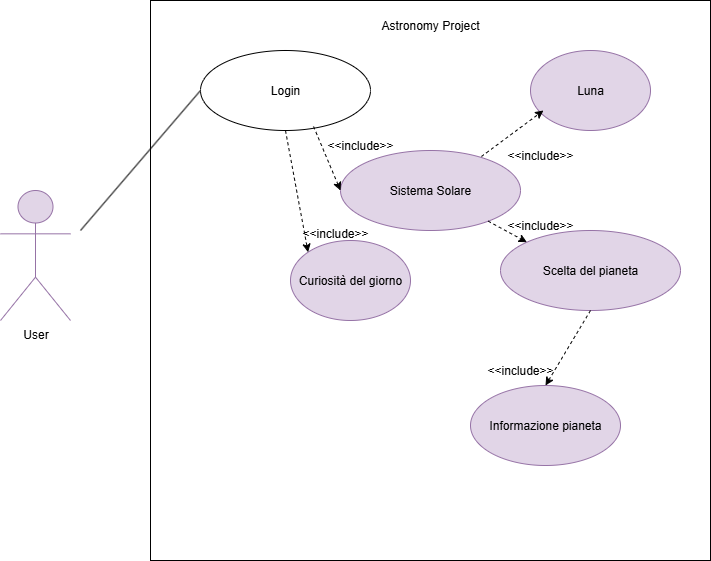 Astronomy Project
Login
Luna
<<include>>
<<include>>
Sistema Solare
<<include>>
<<include>>
Curiosità del giorno
Scelta del pianeta
User
<<include>>
Informazione pianeta